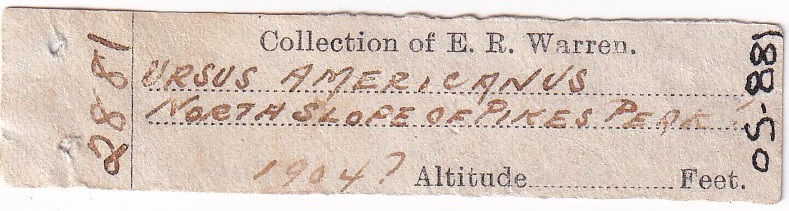 Collection of E. R. Warren.
URSUS AMERICANUS
NORTH SLOPE OF PIKES PEAK
1904? Altitude.................... Feet.
2881
05-881